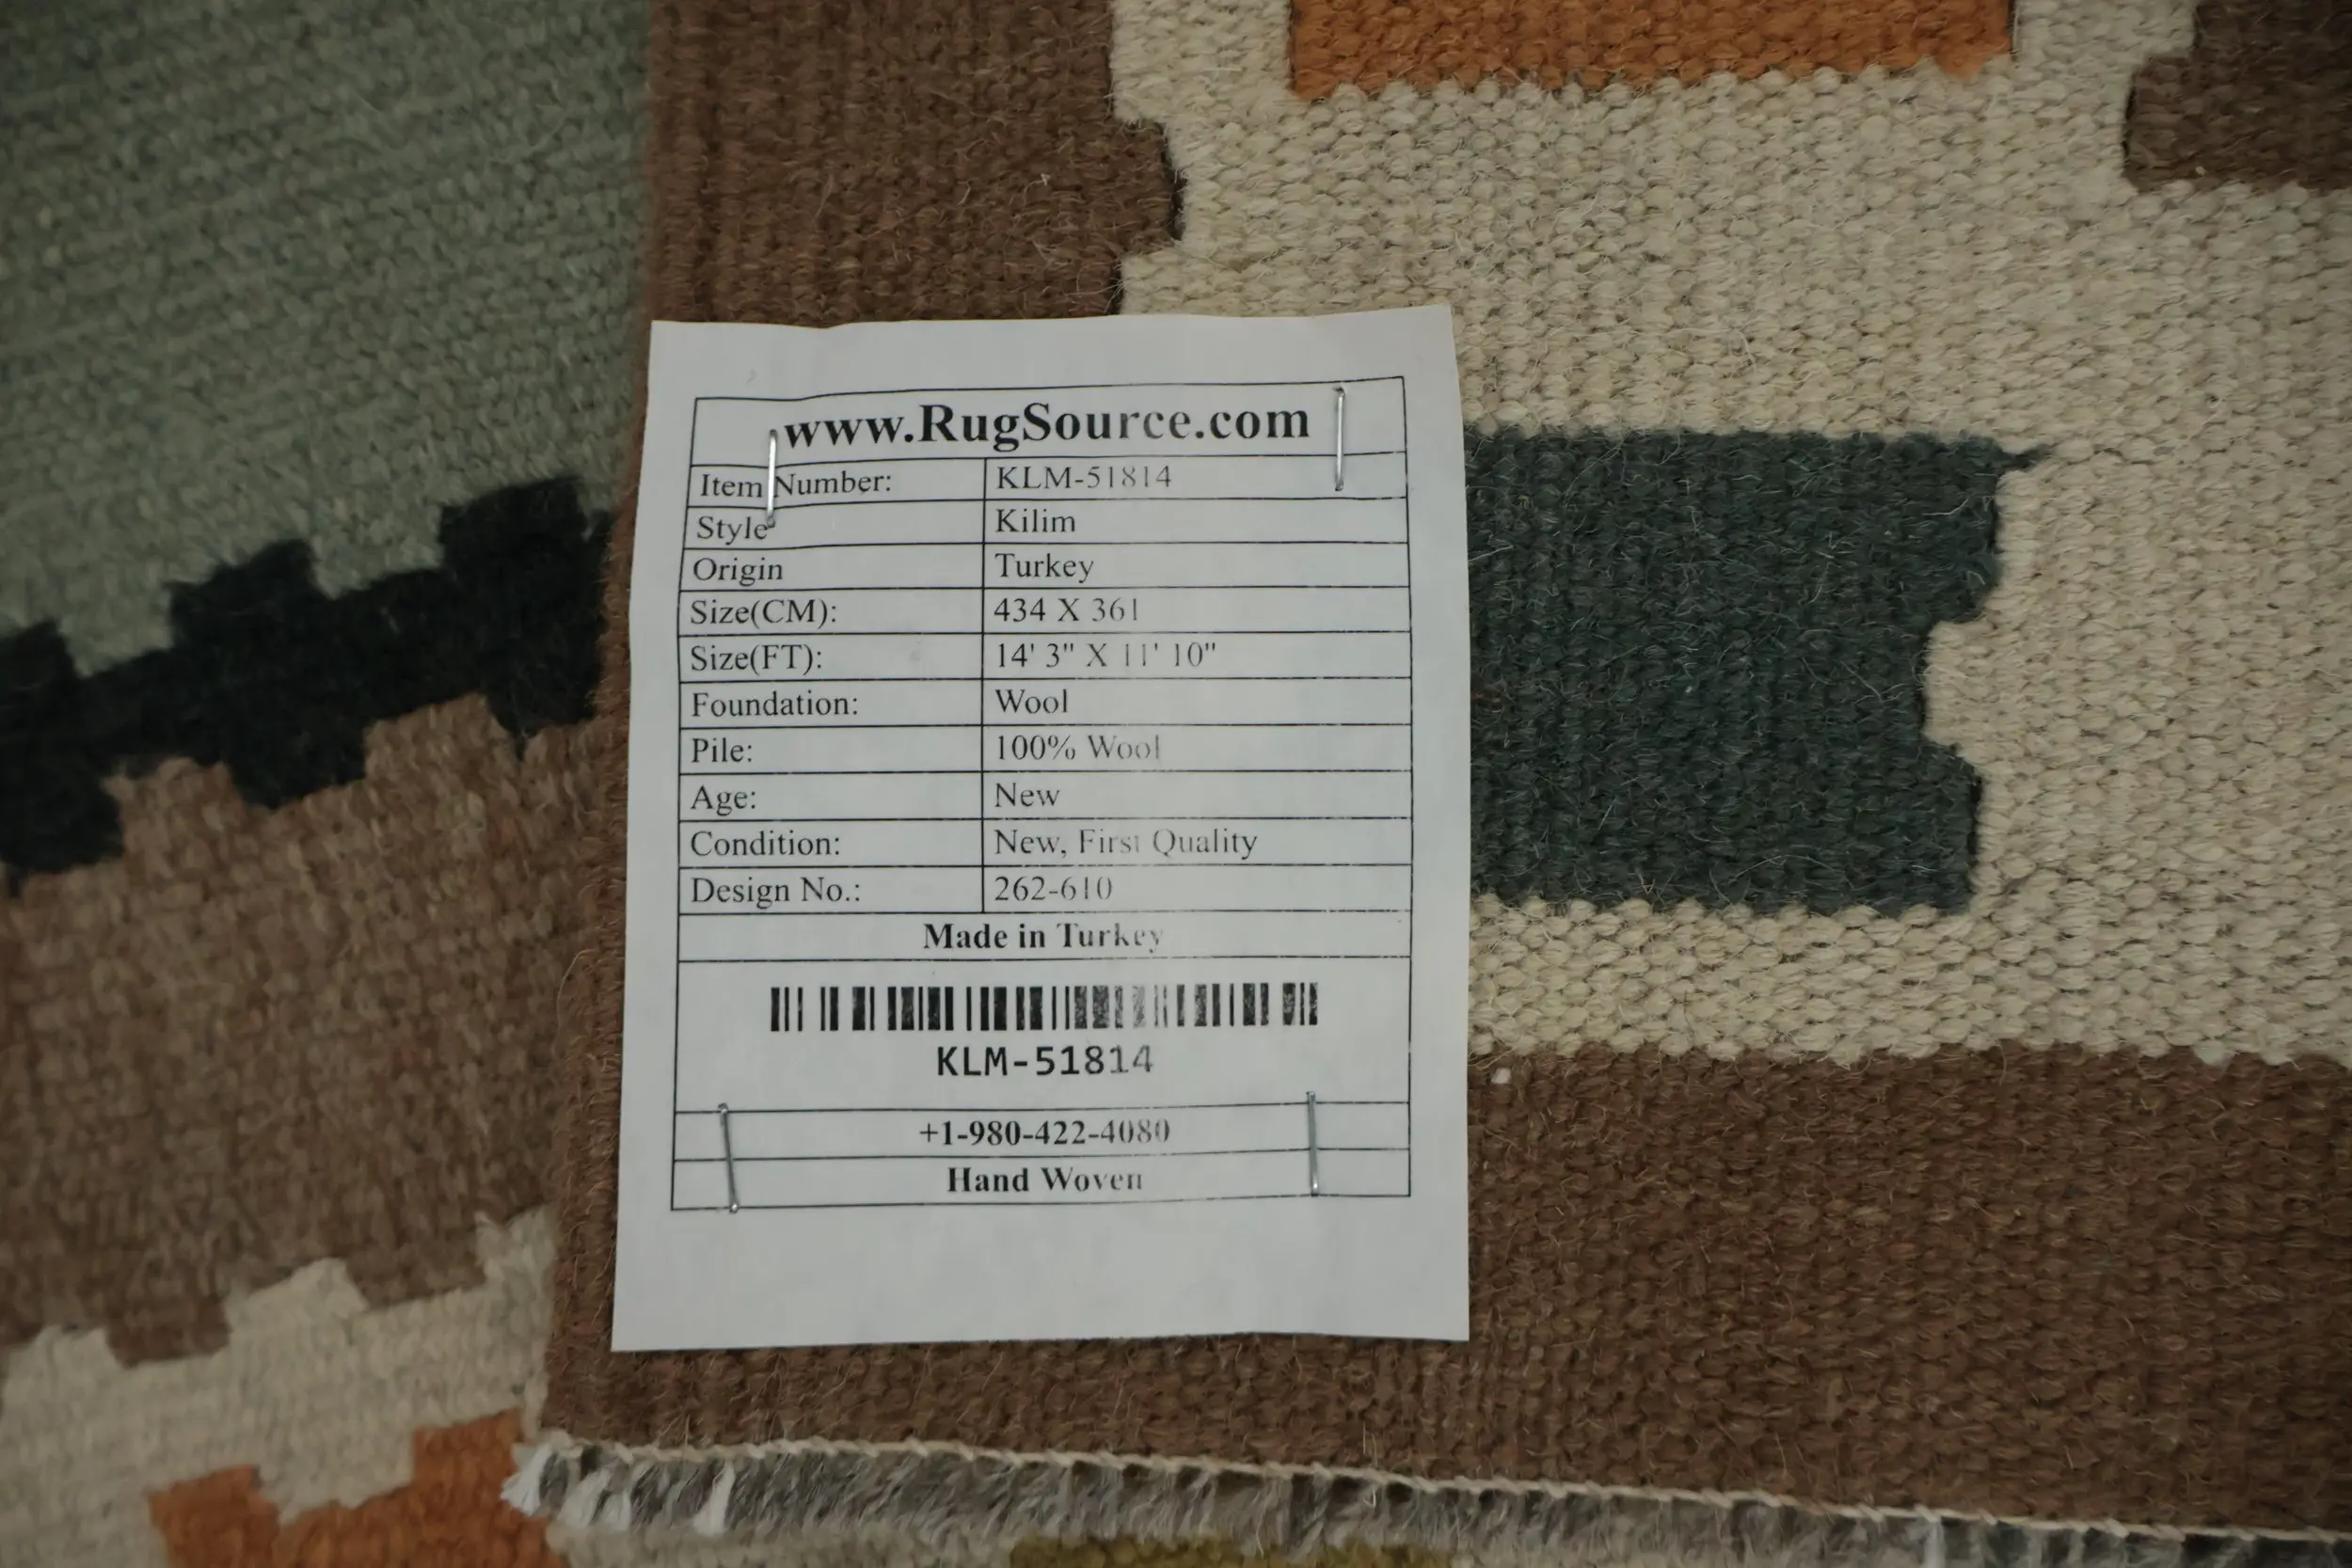 www.RugSource.com
Item Number: KLM-51814
Style Kilim
Origin Turkey
Size(CM): 434 X 361
Size(FT): 14' 3" X 11' 10"
Foundation: Wool
Pile: 100% Wool
Age: New
Condition: New, First Quality
Design No.: 262-610
Made in Turkey
KLM-51814
+1-980-422-4080
Hand Woven